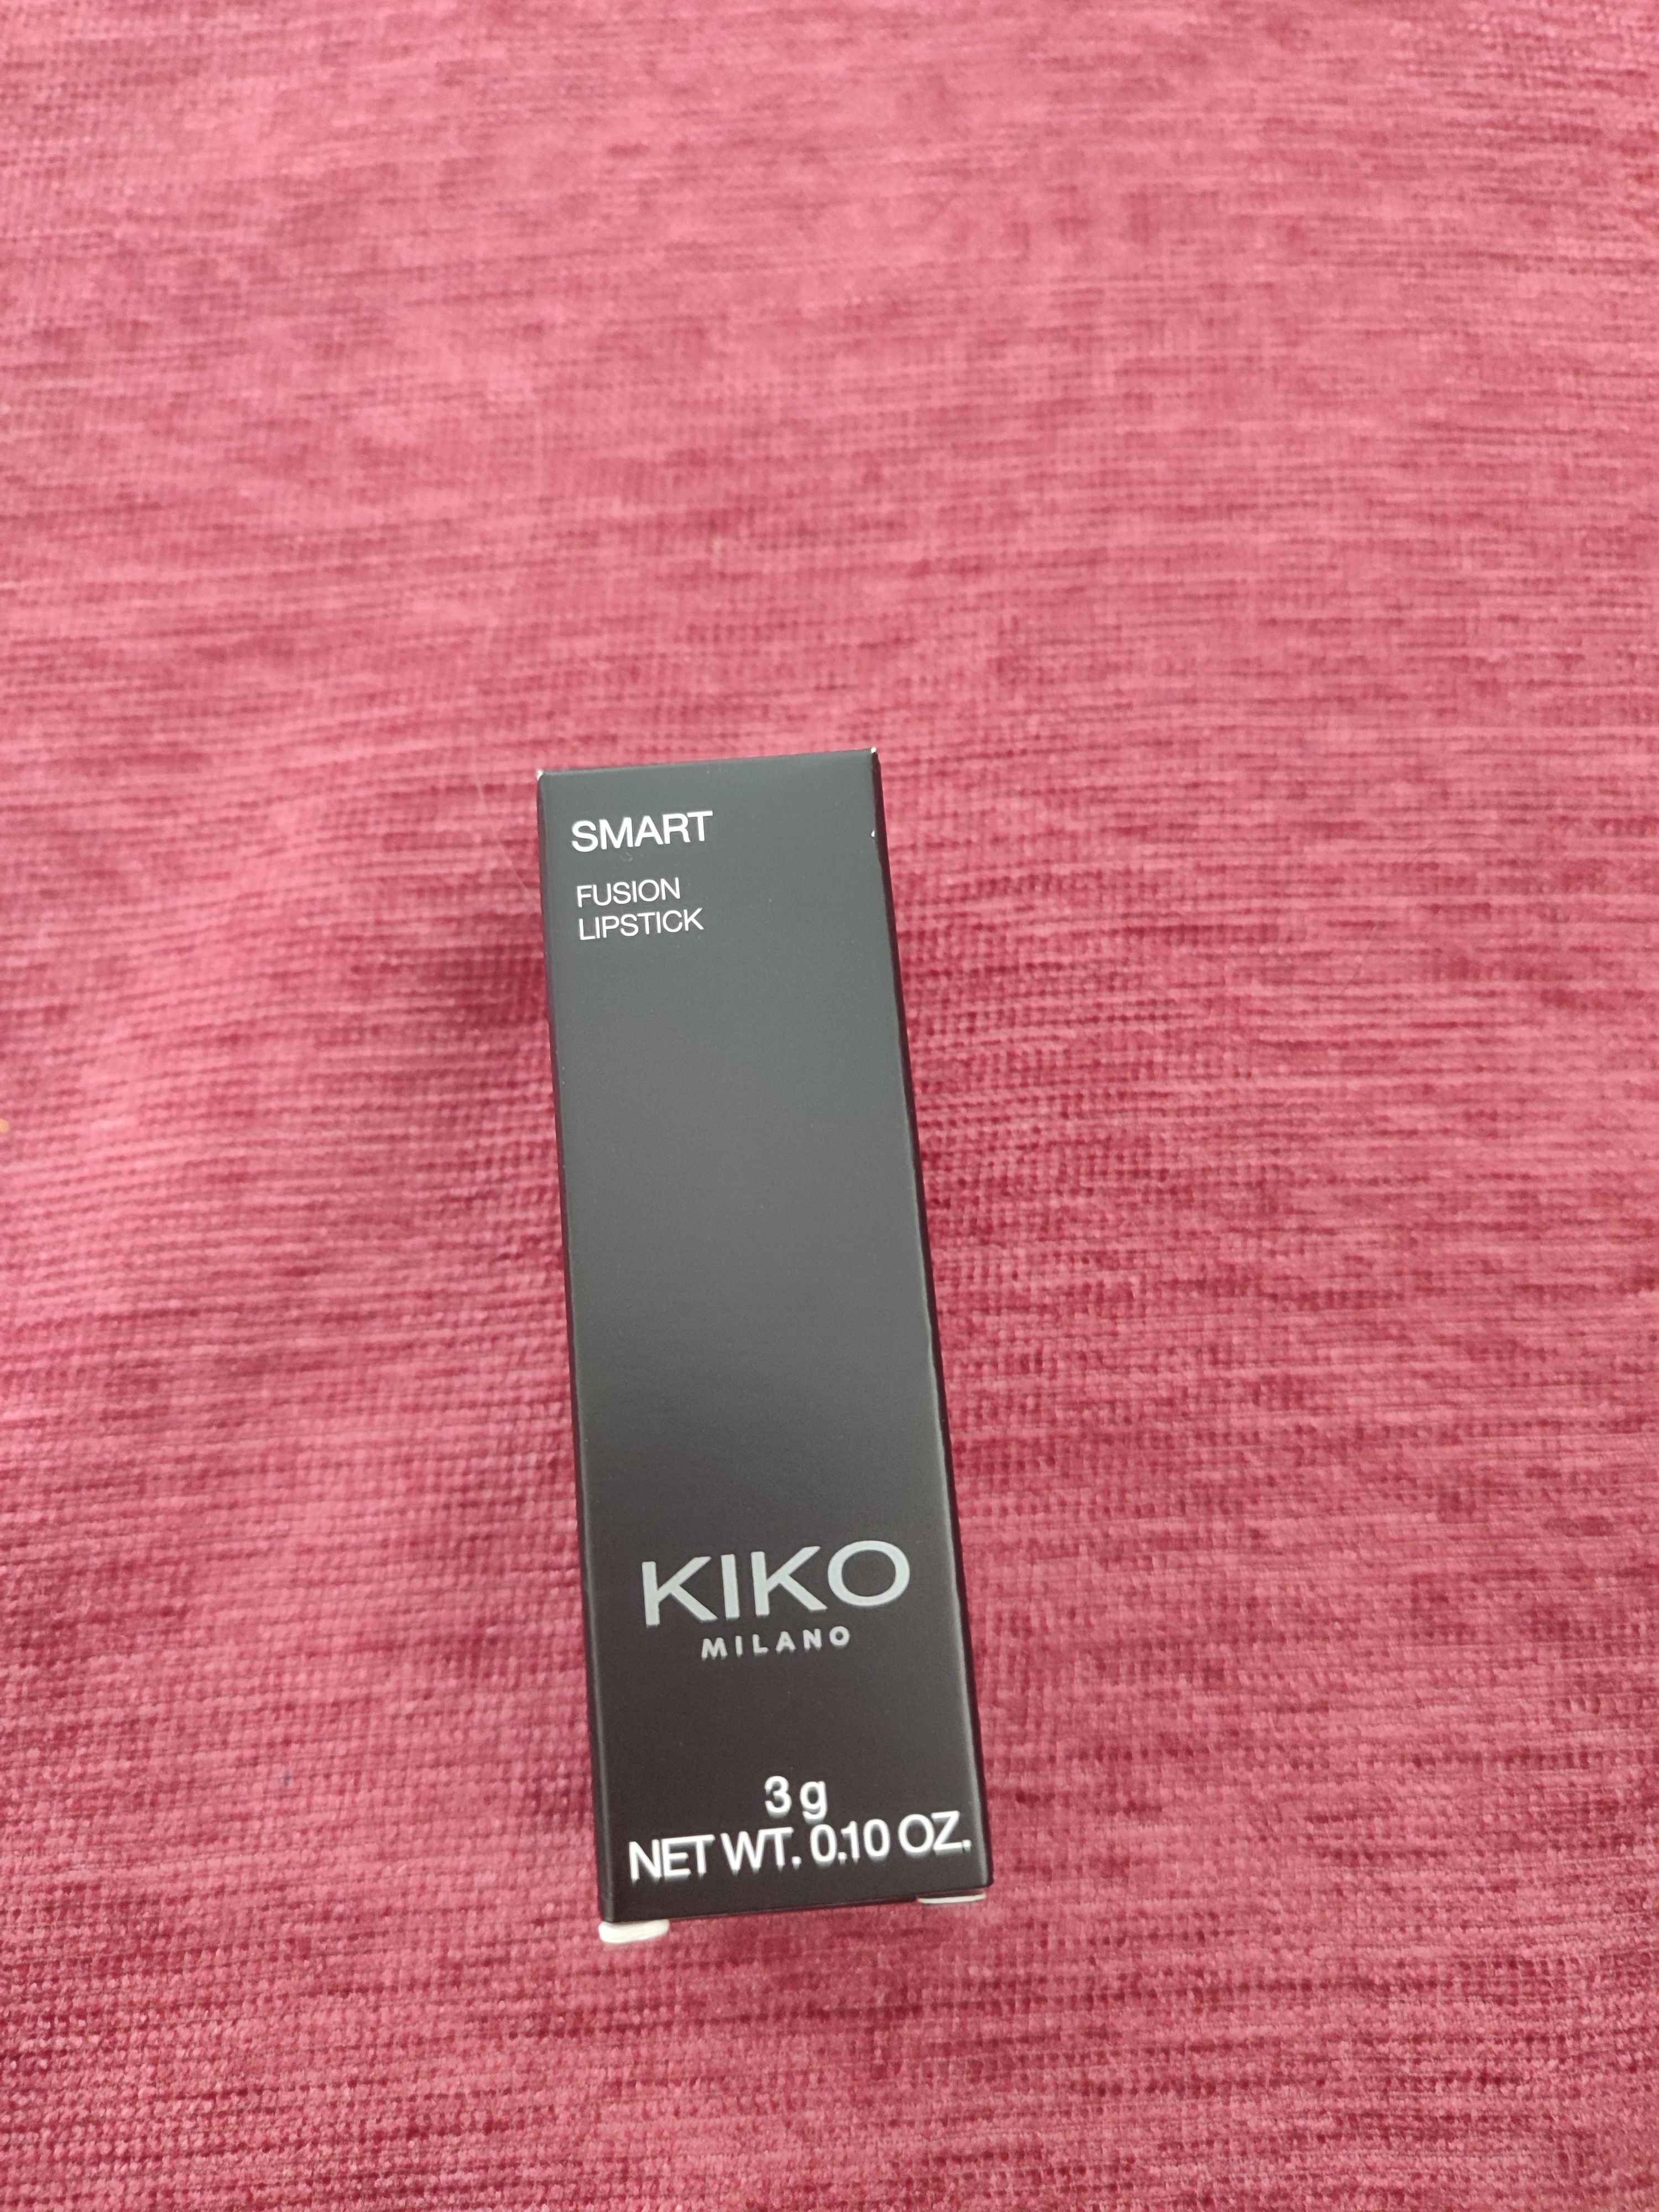 SMART
FUSION
LIPSTICK
KIKO
MILANO
3 g
NET WT. 0.10 OZ.